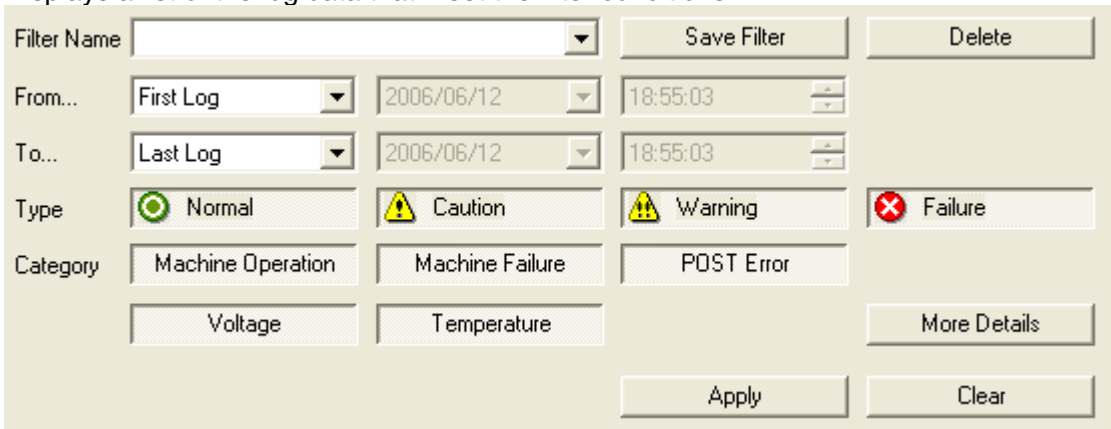 Filter Name Save Filter Delete
From... First Log 2006/06/12 18:55:03
To... Last Log 2006/06/12 18:55:03
Type Normal Caution Warning Failure
Category Machine Operation Machine Failure POST Error
Voltage Temperature More Details
Apply Clear